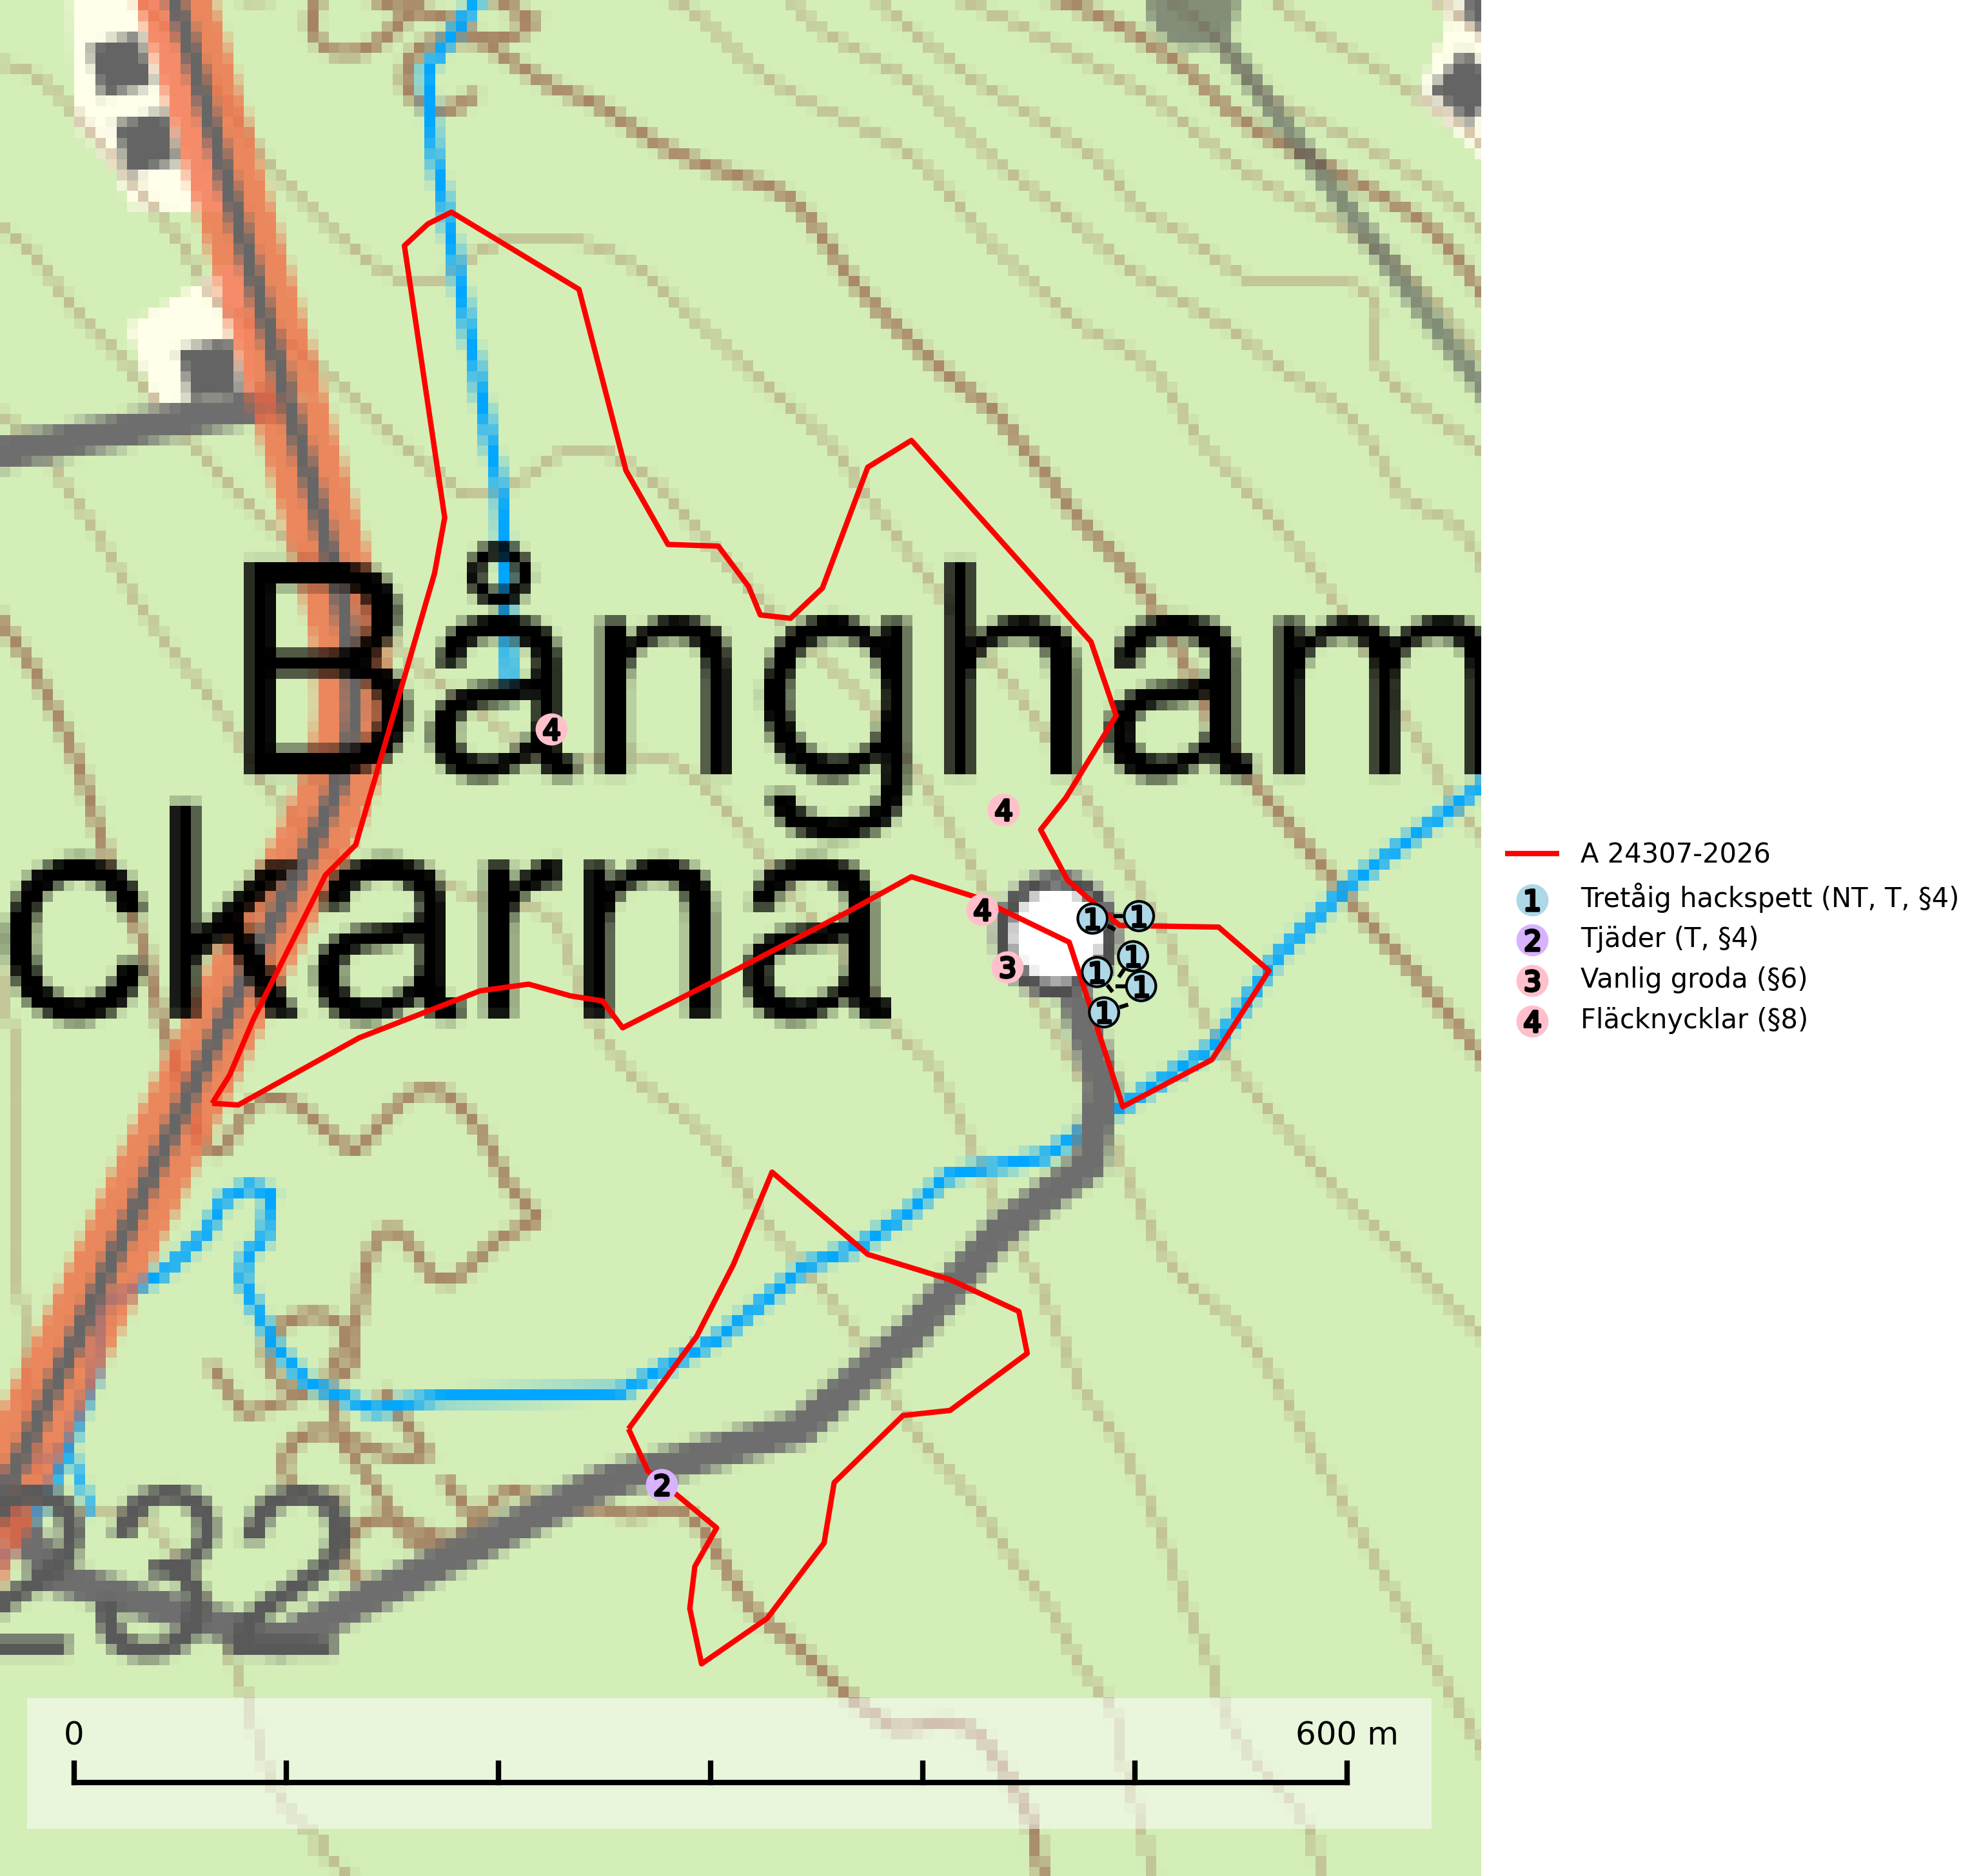 Bångham
ckarna
4
4
4
3
1
1
1
1
1
1
2
32
0 600 m
A 24307-2026
1 Tretåig hackspett (NT, T, §4)
2 Tjäder (T, §4)
3 Vanlig groda (§6)
4 Fläcknycklar (§8)